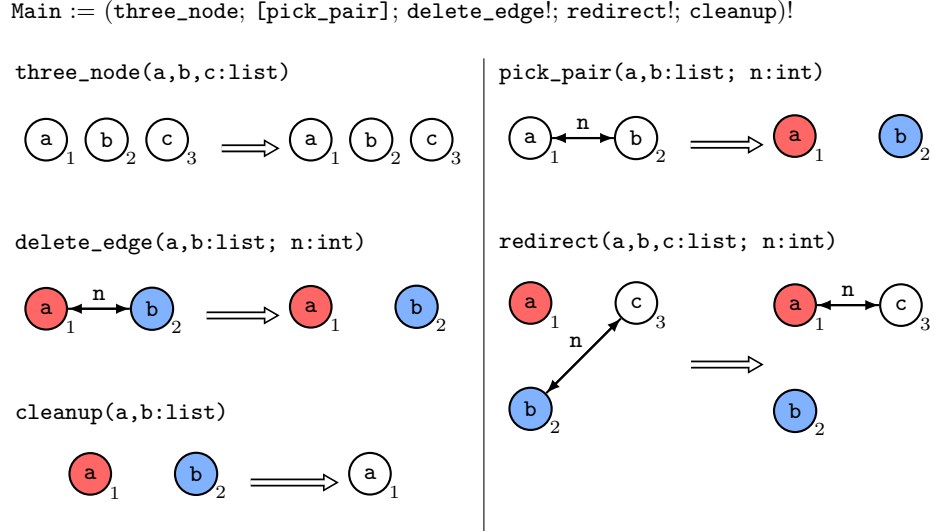 Main := (three_node; [pick_pair]; delete_edge!; redirect!; cleanup)!
three_node(a,b,c:list)
a 1 b 2 c 3 a 1 b 2 c 3
delete_edge(a,b:list; n:int)
a 1 n b 2 a 1 b 2
cleanup(a,b:list)
a 1 b 2 a 1
pick_pair(a,b:list; n:int)
a 1 n b 2 a 1 b 2
redirect(a,b,c:list; n:int)
a 1 c 3 a 1 n c 3
n
b 2 b 2